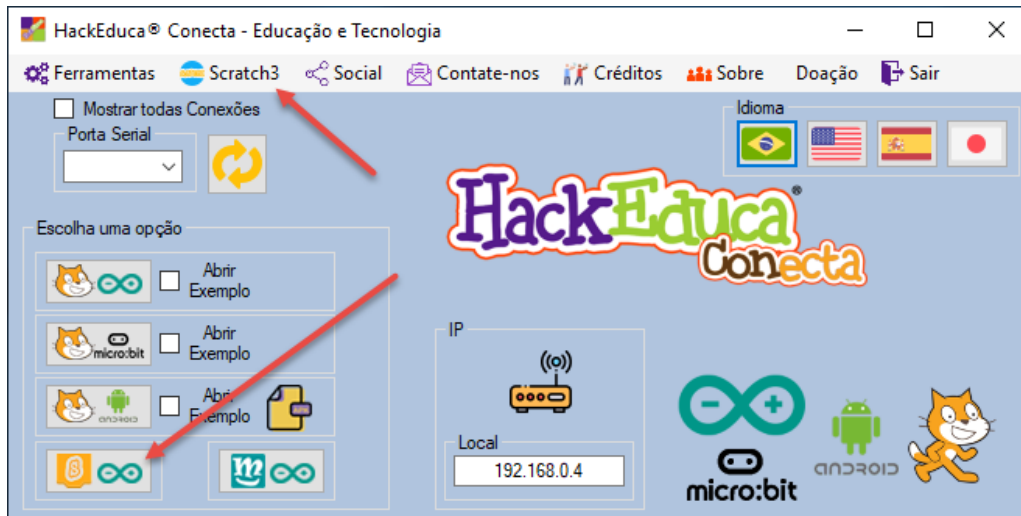 HackEduca® Conecta - Educação e Tecnologia
Ferramentas Scratch3 Social Contate-nos Créditos Sobre Doação Sair
Mostrar todas Conexões
Porta Serial
Idioma
HackEduca®
Conecta
Escolha uma opção
Abrir
Exemplo
micro:bit
Abrir
Exemplo
ANDROID
Abrir
Exemplo
IP
Local
192.168.0.4
micro:bit
ANDROID